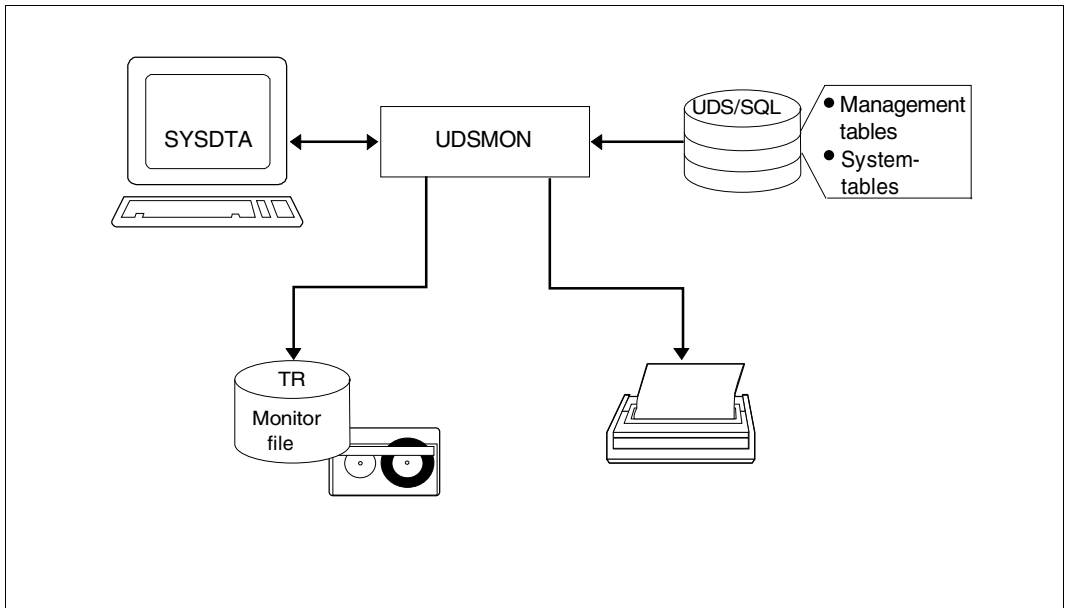 SYSDTA
UDSMON
UDS/SQL
● Management
tables
● System-
tables
TR
Monitor
file